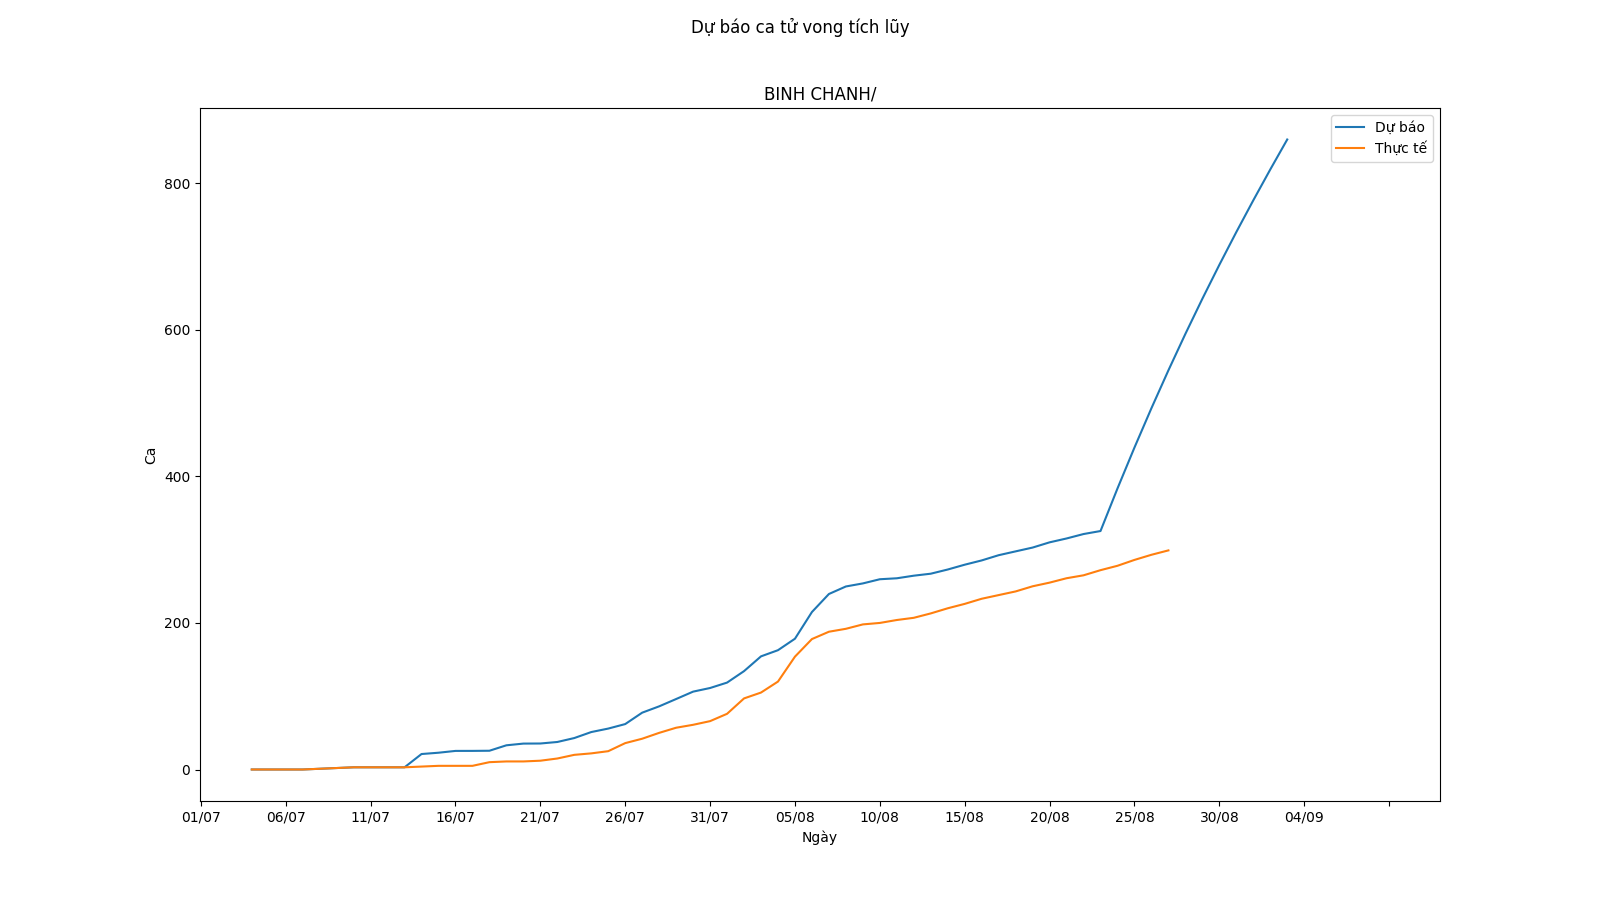 Dự báo ca tử vong tích lũy
BINH CHANH/
Dự báo
Thực tế
800
600
400
200
0
Ca
01/07 06/07 11/07 16/07 21/07 26/07 31/07 05/08 10/08 15/08 20/08 25/08 30/08 04/09
Ngày